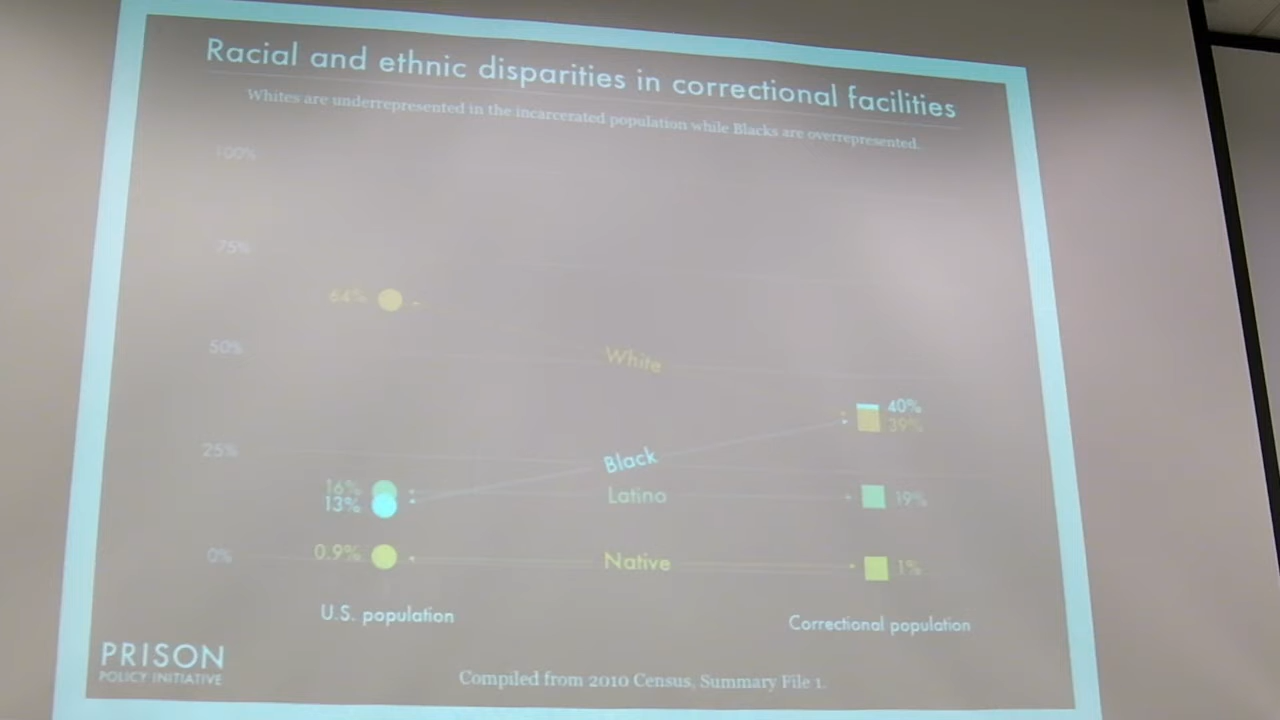 Racial and ethnic disparities in correctional facilities
Whites are underrepresented in the incarcerated population while Blacks are overrepresented.
100%
75%
64%
White
50%
40%
39%
25%
Black
16%
Latino
19%
13%
0%
0.9%
Native
1%
U.S. population
Correctional population
PRISON
POLICY INITIATIVE
Compiled from 2010 Census, Summary File 1.